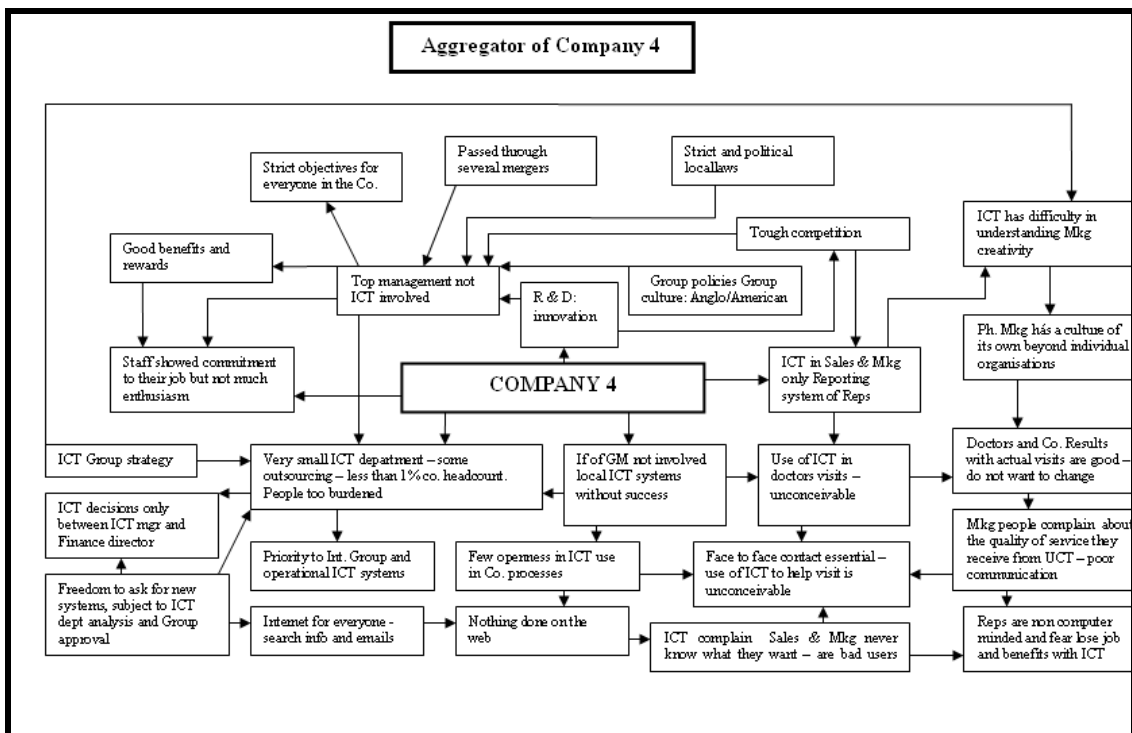 Aggregator of Company 4
Strict objectives for
everyone in the Co.
Passed through
several mergers
Strict and political
locallaws
ICT has difficulty in
understanding Mkg
creativity
Good benefits and
rewards
Tough competition
Top management not
ICT involved
R & D:
innovation
Group policies Group
culture: Anglo/American
Ph. Mkg hás a culture of
its own beyond individual
organisations
Staff showed commitment
to their job but not much
enthusiasm
COMPANY 4
ICT in Sales & Mkg
only Reporting
system of Reps
ICT Group strategy
Very small ICT department – some
outsourcing – less than 1% co. headcount.
People too burdened
If of GM not involved
local ICT systems
without success
Use of ICT in
doctors visits –
unconceivable
Doctors and Co. Results
with actual visits are good –
do not want to change
ICT decisions only
between ICT mgr and
Finance director
Priority to Int. Group and
operational ICT systems
Few openness in ICT use
in Co. processes
Face to face contact essential –
use of ICT to help visit is
unconceivable
Mkg people complain about
the quality of service they
receive from UCT – poor
communication
Freedom to ask for new
systems, subject to ICT
dept analysis and Group
approval
Internet for everyone -
search info and emails
Nothing done on the
web
ICT complain Sales & Mkg never
know what they want – are bad users
Reps are non computer
minded and fear lose job
and benefits with ICT